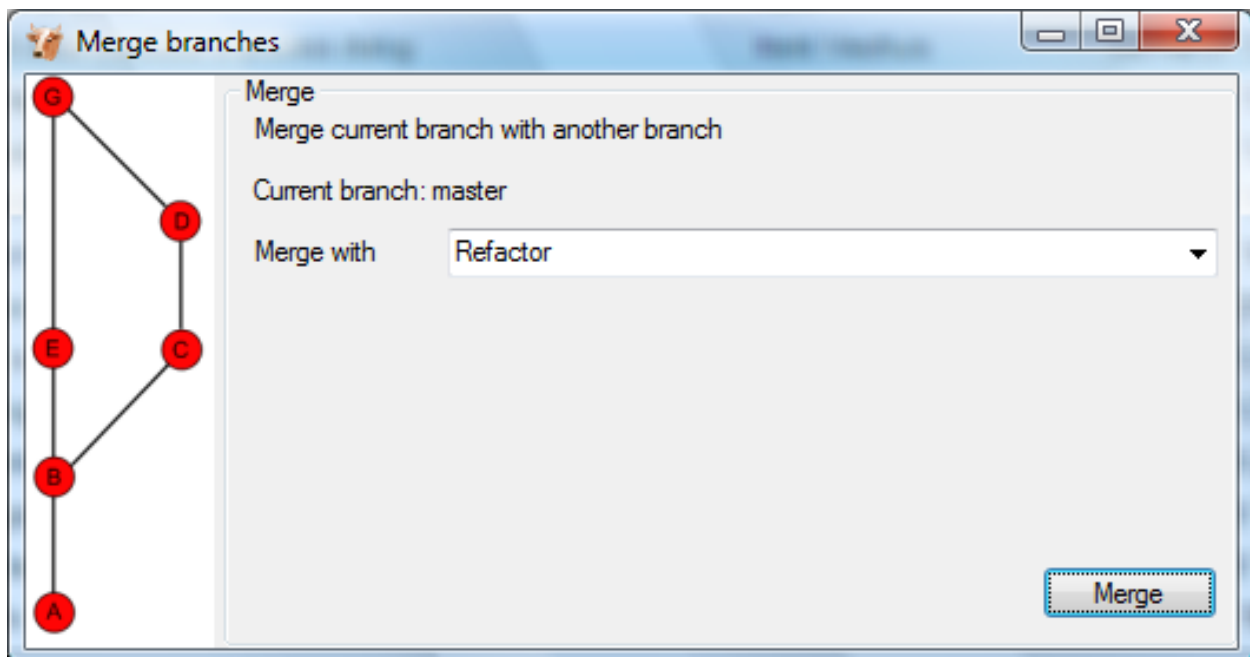 Merge branches
G
Merge
Merge current branch with another branch
Current branch: master
D
Merge with Refactor
E
C
B
Merge
A